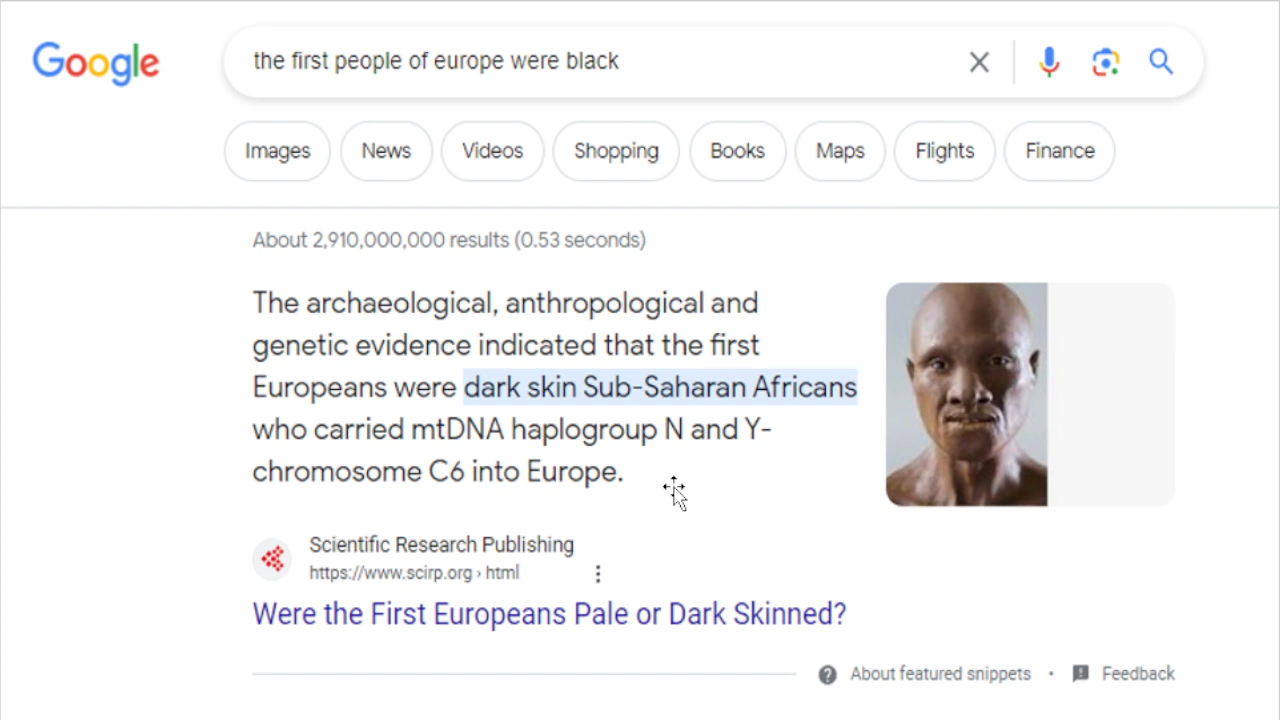 Google
the first people of europe were black
Images News Videos Shopping Books Maps Flights Finance
About 2,910,000,000 results (0.53 seconds)
The archaeological, anthropological and
genetic evidence indicated that the first
Europeans were dark skin Sub-Saharan Africans
who carried mtDNA haplogroup N and Y-
chromosome C6 into Europe.
Scientific Research Publishing
https://www.scirp.org › html
Were the First Europeans Pale or Dark Skinned?
About featured snippets • Feedback